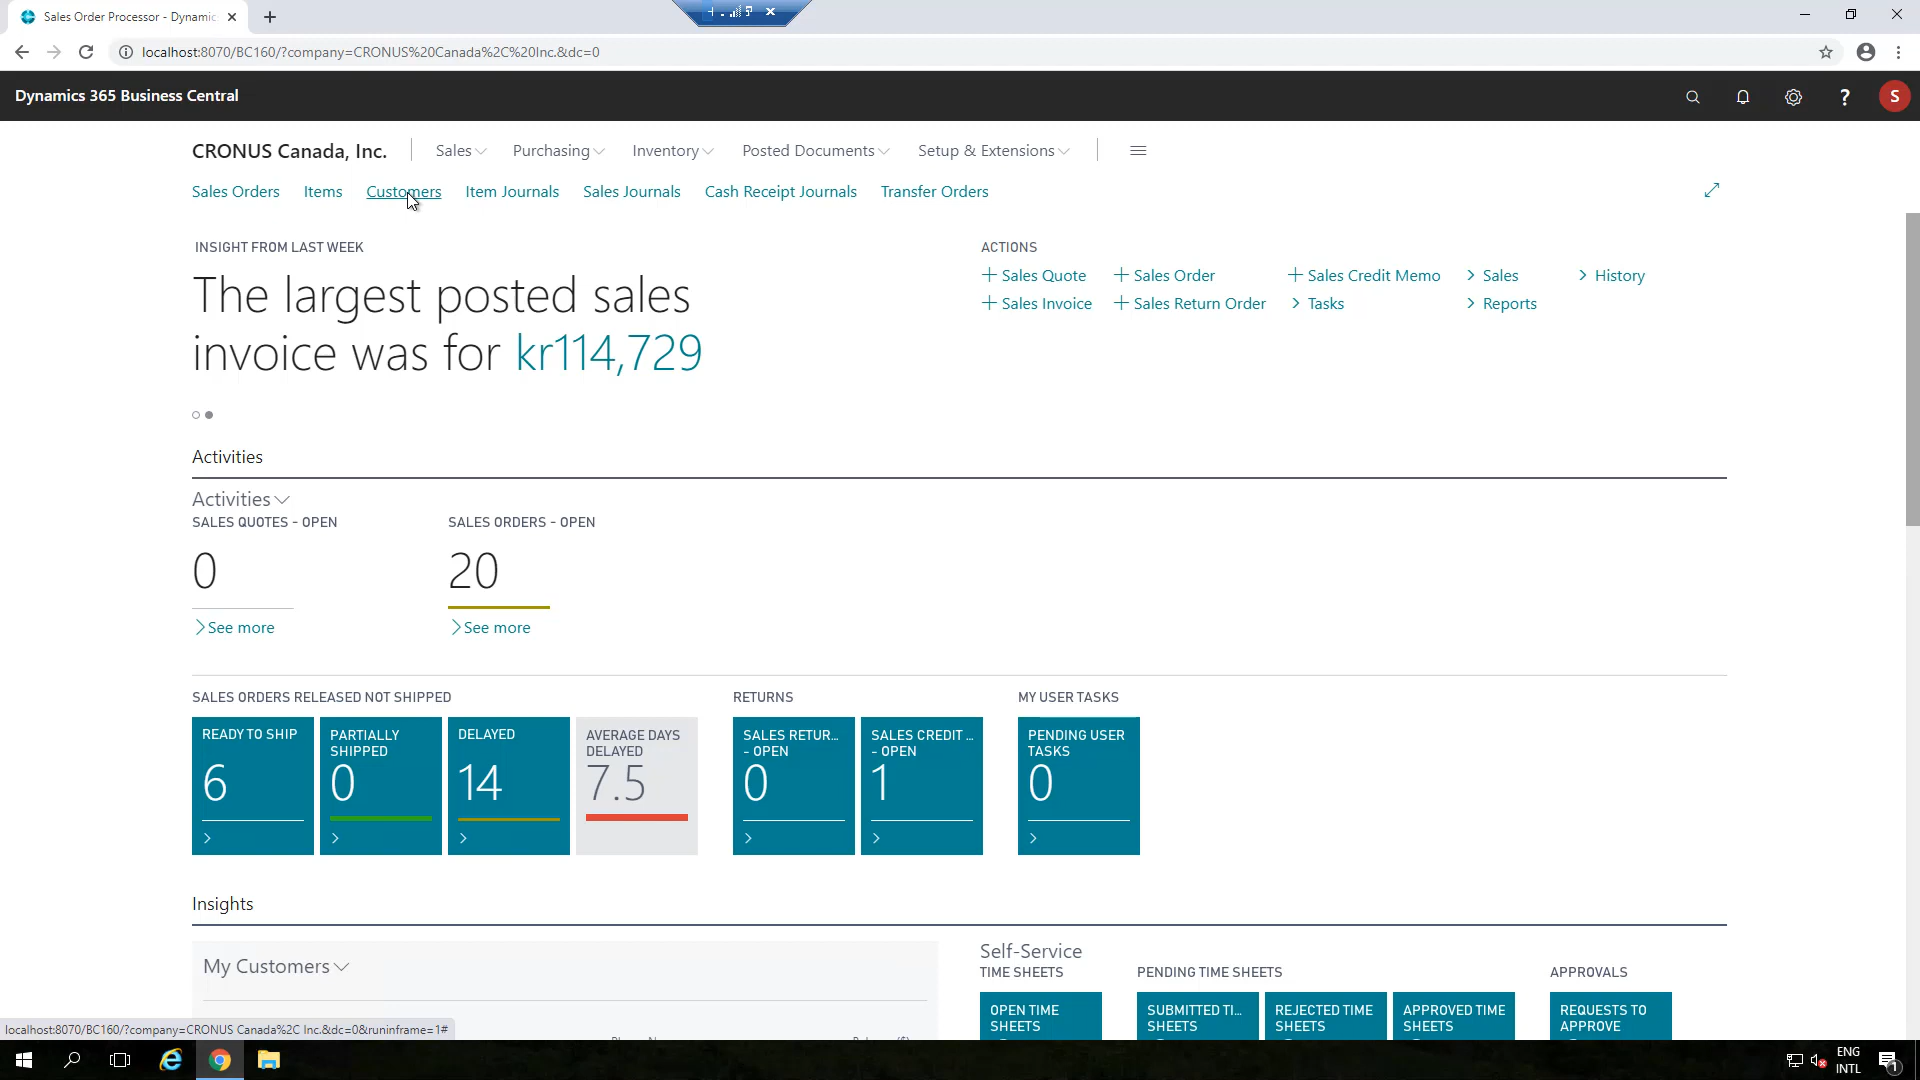 Sales Order Processor - Dynamic
localhost:8070/BC160/?company=CRONUS%20Canada%2C%20Inc.&dc=0
Dynamics 365 Business Central
?
S
CRONUS Canada, Inc.
Sales
Purchasing
Inventory
Posted Documents
Setup & Extensions
Sales Orders
Items
Customers
Item Journals
Sales Journals
Cash Receipt Journals
Transfer Orders
INSIGHT FROM LAST WEEK
The largest posted sales
invoice was for kr114,729
ACTIONS
+ Sales Quote
+ Sales Order
+ Sales Credit Memo
> Sales
> History
+ Sales Invoice
+ Sales Return Order
> Tasks
> Reports
Activities
Activities
SALES QUOTES - OPEN
0
>See more
SALES ORDERS - OPEN
20
>See more
SALES ORDERS RELEASED NOT SHIPPED
READY TO SHIP
6
PARTIALLY
SHIPPED
0
DELAYED
14
AVERAGE DAYS
DELAYED
7.5
RETURNS
SALES RETUR...
- OPEN
0
SALES CREDIT ...
- OPEN
1
MY USER TASKS
PENDING USER
TASKS
0
Insights
My Customers
Self-Service
TIME SHEETS
OPEN TIME
SHEETS
PENDING TIME SHEETS
SUBMITTED TI...
SHEETS
REJECTED TIME
SHEETS
APPROVED TIME
SHEETS
APPROVALS
REQUESTS TO
APPROVE
localhost:8070/BC160/?company=CRONUS Canada%2C Inc.&dc=0&runinframe=1#
ENG
INTL
1